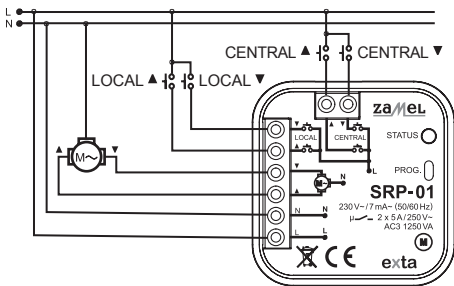 L
N
CENTRAL ▲ CENTRAL ▼
LOCAL ▲ LOCAL ▼
ZAMEL
▼ ▲ ▼
LOCAL CENTRAL
STATUS
▲ ▲
L
▲ ▼ ▼
M~ M~ N
PROG.
▲
SRP-01
230 V~/ 7 mA~ (50/60 Hz)
N N
µ 2 x 5 A / 250 V~
AC3 1250 VA
L L
M
CE
exta